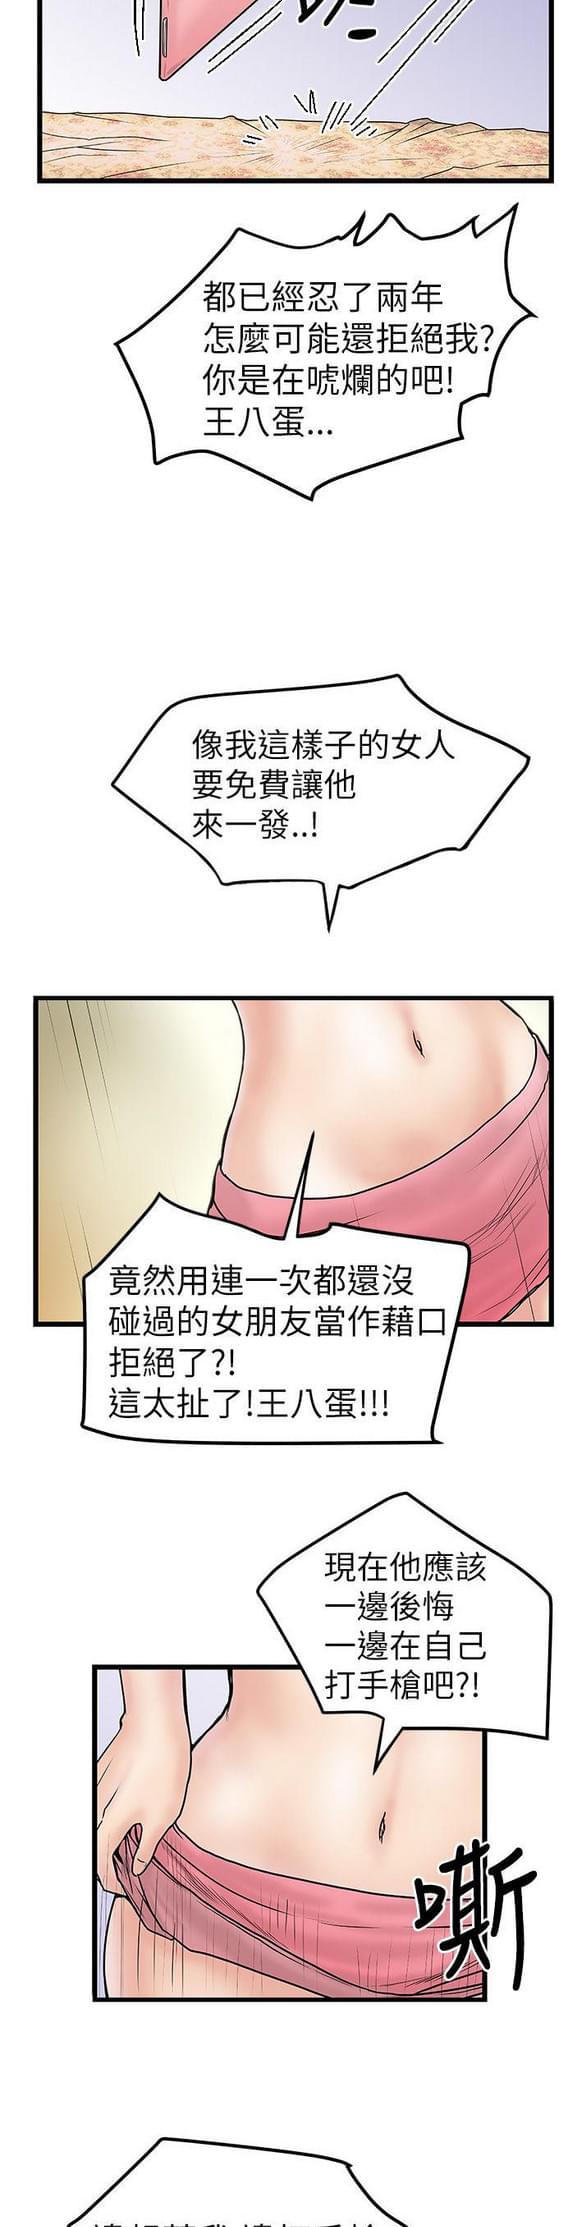 都已經忍了兩年
怎麼可能還拒絕我?
你是在唬爛的吧!
王八蛋...
像我這樣子的女人
要免費讓他
來一發..!
竟然用連一次都還沒
碰過的女朋友當作藉口
拒絕了?!
這太扯了!王八蛋!!!
現在他應該
一邊後悔
一邊在自己
打手槍吧?!
嘶